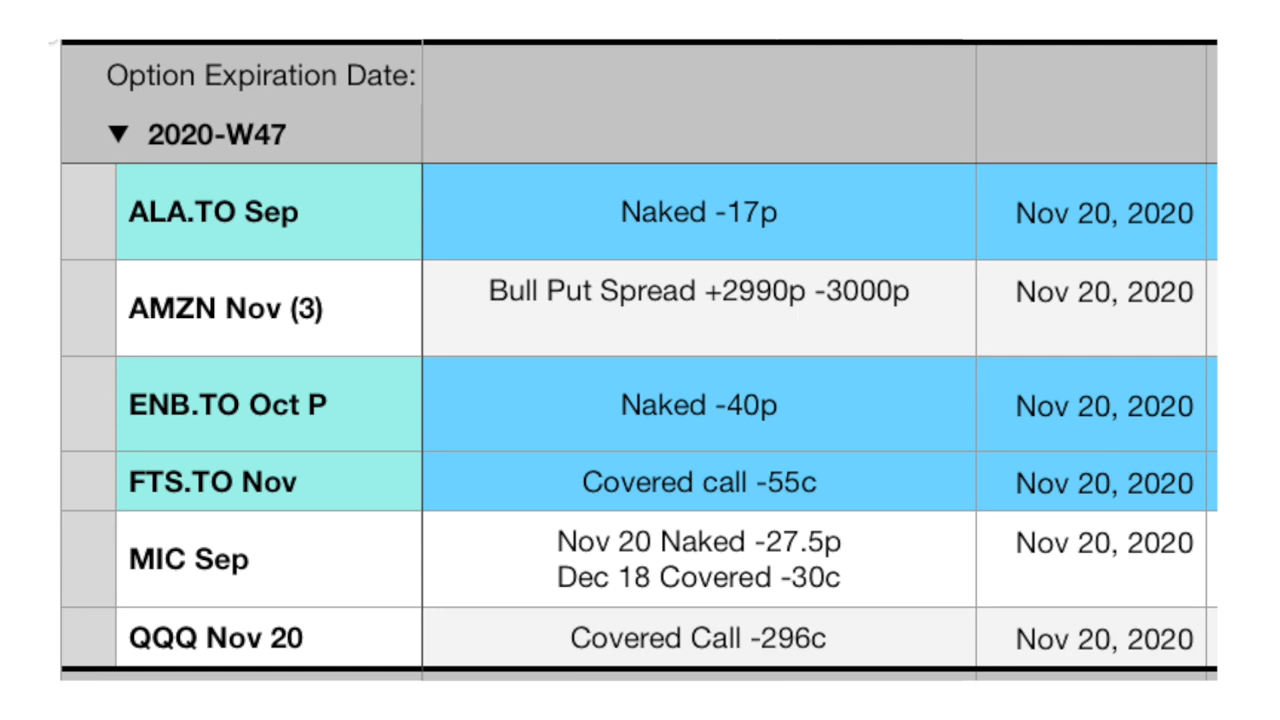 Option Expiration Date:
▼ 2020-W47
ALA.TO Sep Naked -17p Nov 20, 2020
AMZN Nov (3) Bull Put Spread +2990p -3000p Nov 20, 2020
ENB.TO Oct P Naked -40p Nov 20, 2020
FTS.TO Nov Covered call -55c Nov 20, 2020
MIC Sep Nov 20 Naked -27.5p Nov 20, 2020
Dec 18 Covered -30c
QQQ Nov 20 Covered Call -296c Nov 20, 2020